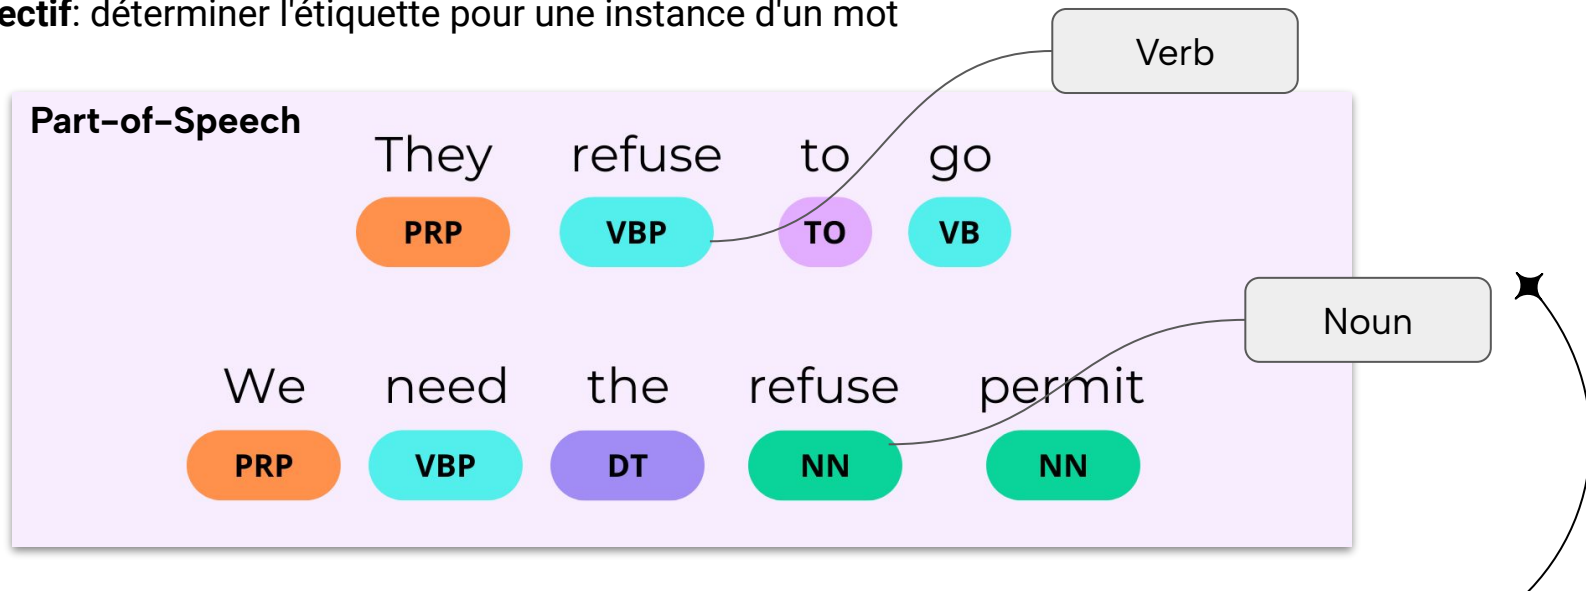 ectif: déterminer l'étiquette pour une instance d'un mot
Verb
Part-of-Speech
They refuse to go
PRP VBP TO VB
Noun
We need the refuse permit
PRP VBP DT NN NN